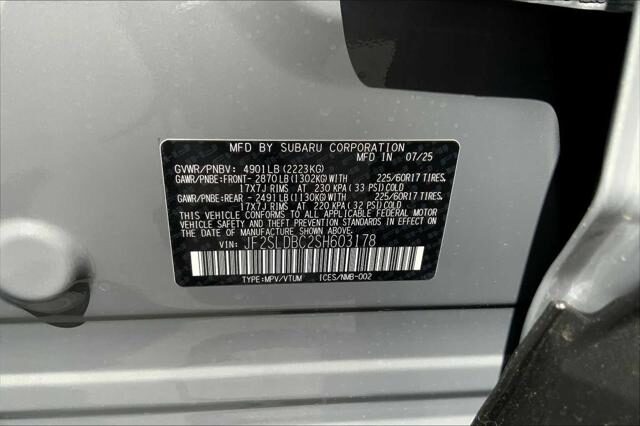 MFD BY SUBARU CORPORATION
MFD IN JAPAN 07/25
GVWR/PNBV: 4901LB(2223KG)
GAWR/PNBE:FRONT- 2870LB(1302KG)WITH 225/60R17 TIRES,
17X7J RIMS AT 230 KPA(33 PSI)COLD
GAWR/PNBE:REAR - 2491LB(1130KG)WITH 225/60R17 TIRES,
17X7J RIMS AT 220 KPA(32 PSI)COLD
THIS VEHICLE CONFORMS TO ALL APPLICABLE FEDERAL MOTOR
VEHICLE SAFETY AND THEFT PREVENTION STANDARDS IN EFFECT
ON THE DATE OF MANUFACTURE SHOWN ABOVE.
VIN: JF2SLDBC2SH603178
TYPE:MPV/VTUM ICES/NMB-002